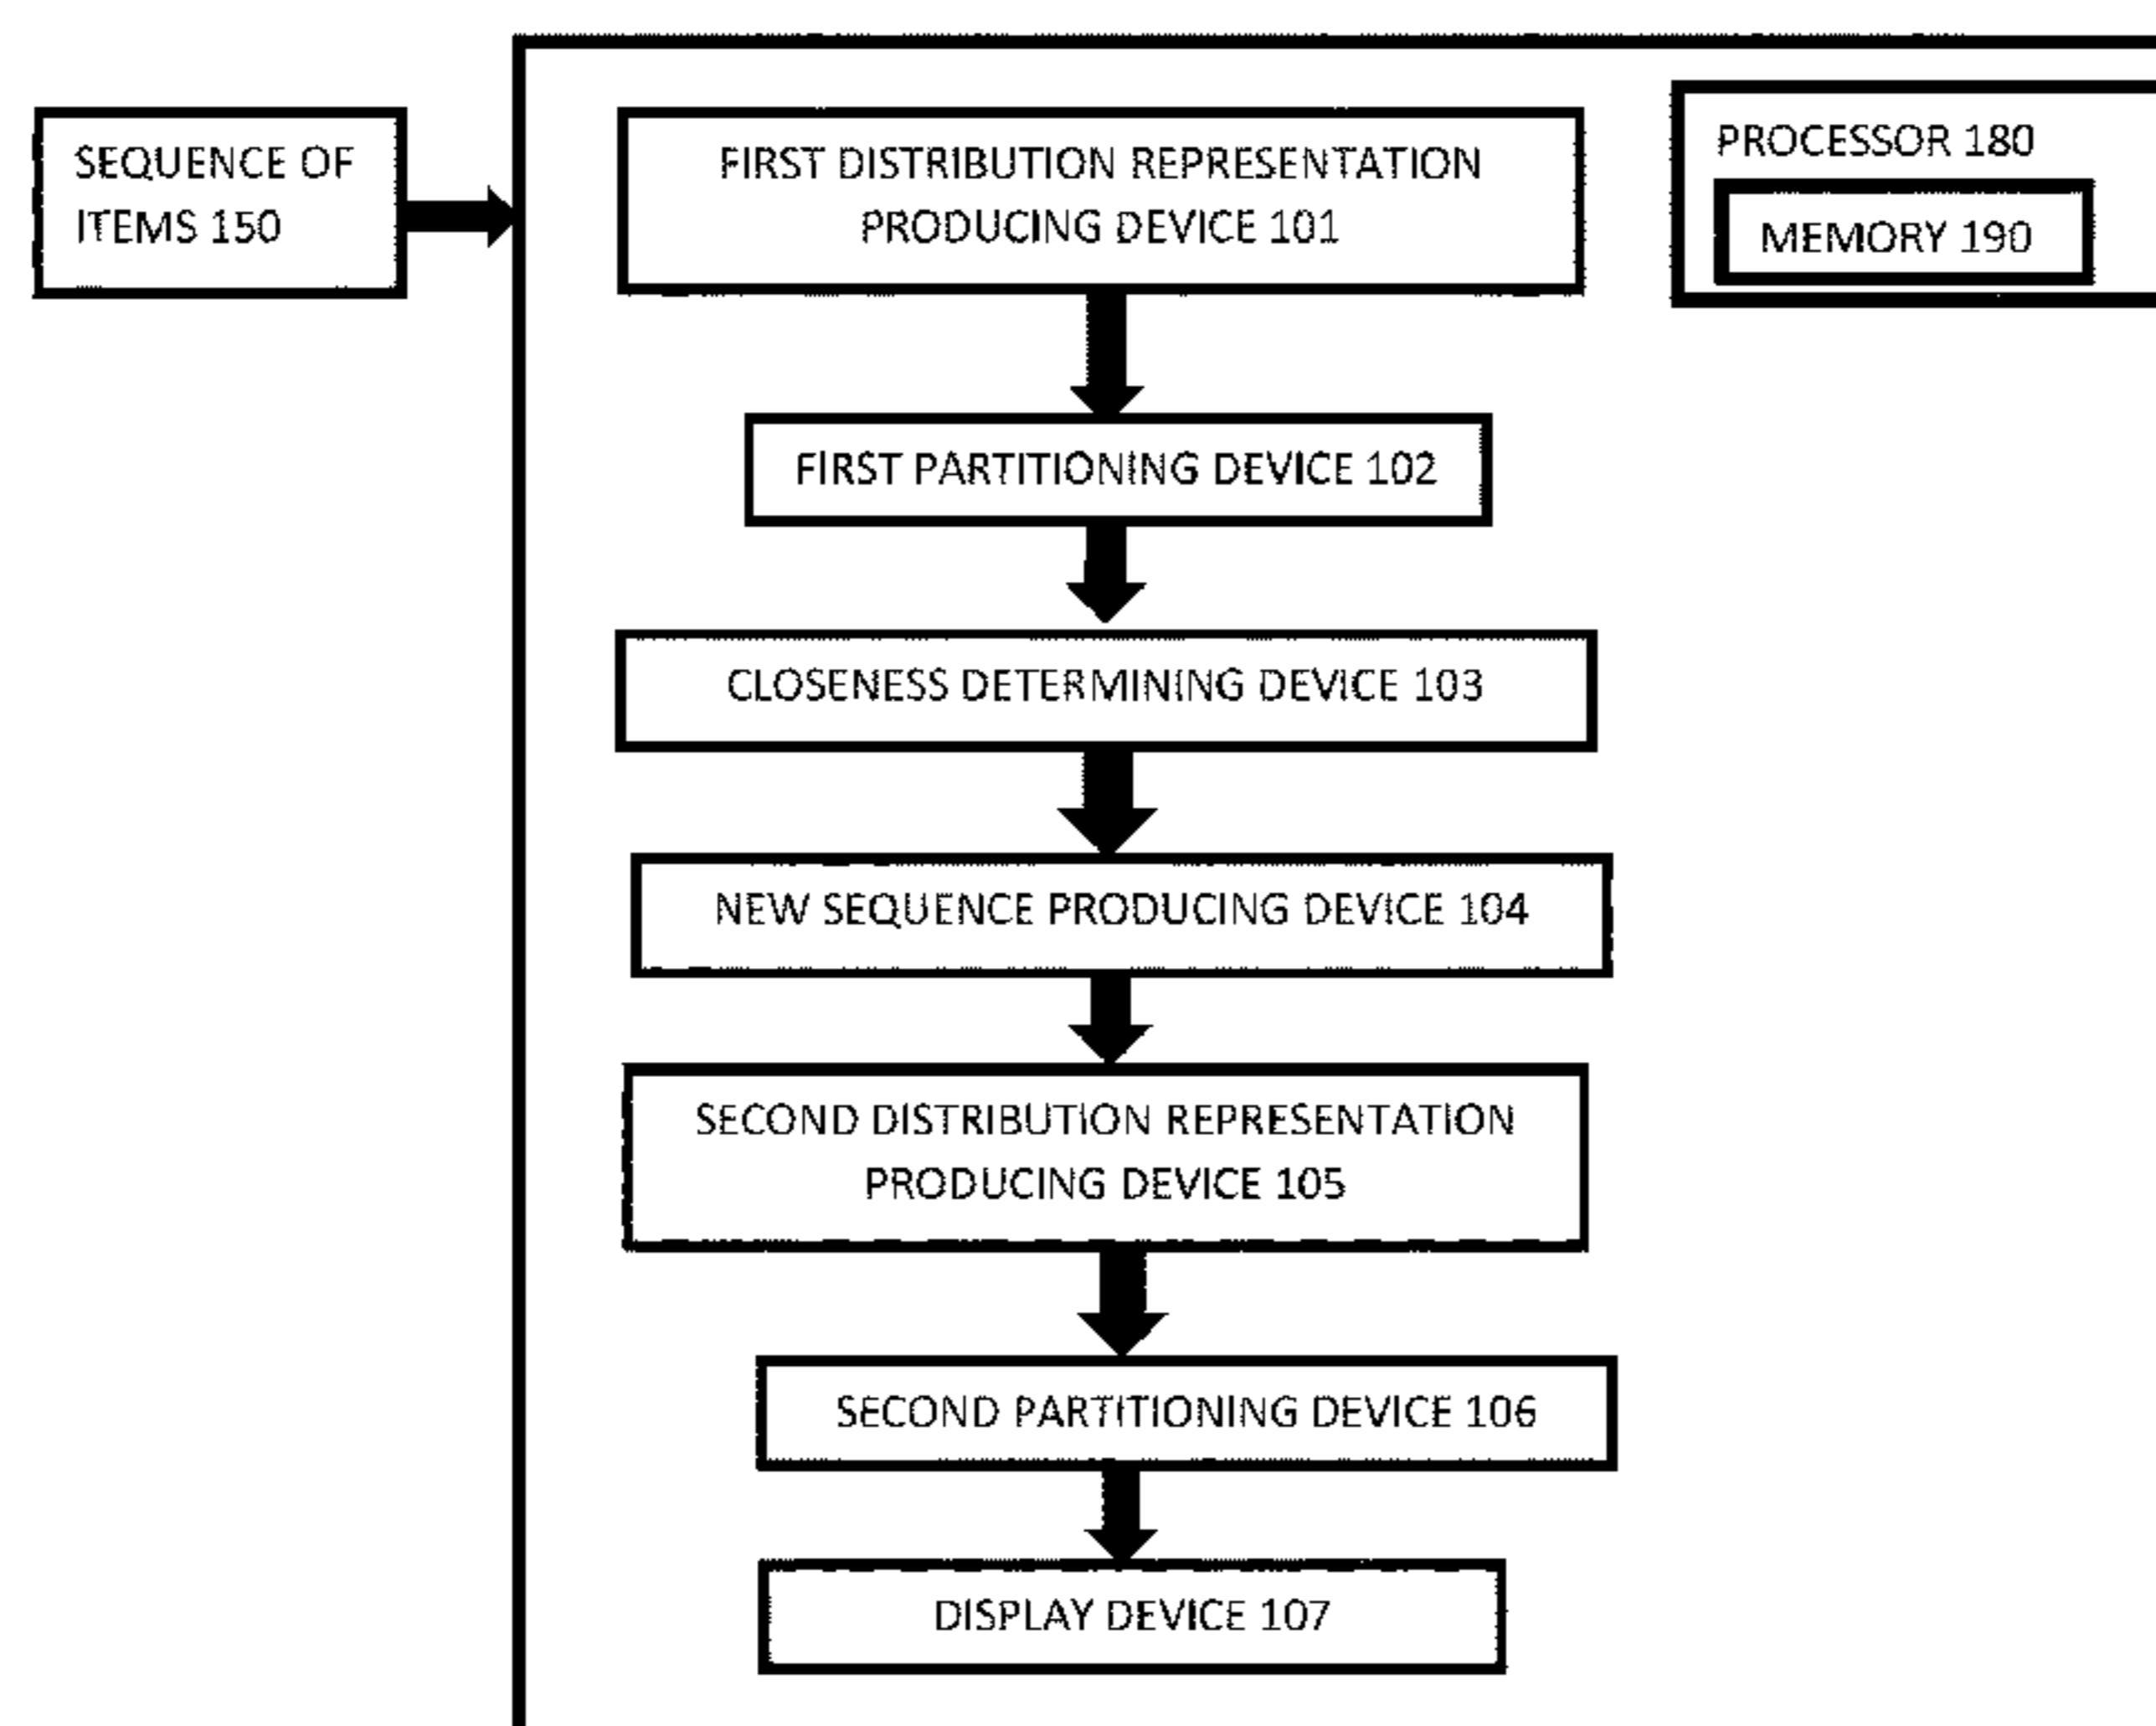 SEQUENCE OF
ITEMS 150
FIRST DISTRIBUTION REPRESENTATION
PRODUCING DEVICE 101
PROCESSOR 180
MEMORY 190
FIRST PARTITIONING DEVICE 102
CLOSENESS DETERMINING DEVICE 103
NEW SEQUENCE PRODUCING DEVICE 104
SECOND DISTRIBUTION REPRESENTATION
PRODUCING DEVICE 105
SECOND PARTITIONING DEVICE 106
DISPLAY DEVICE 107